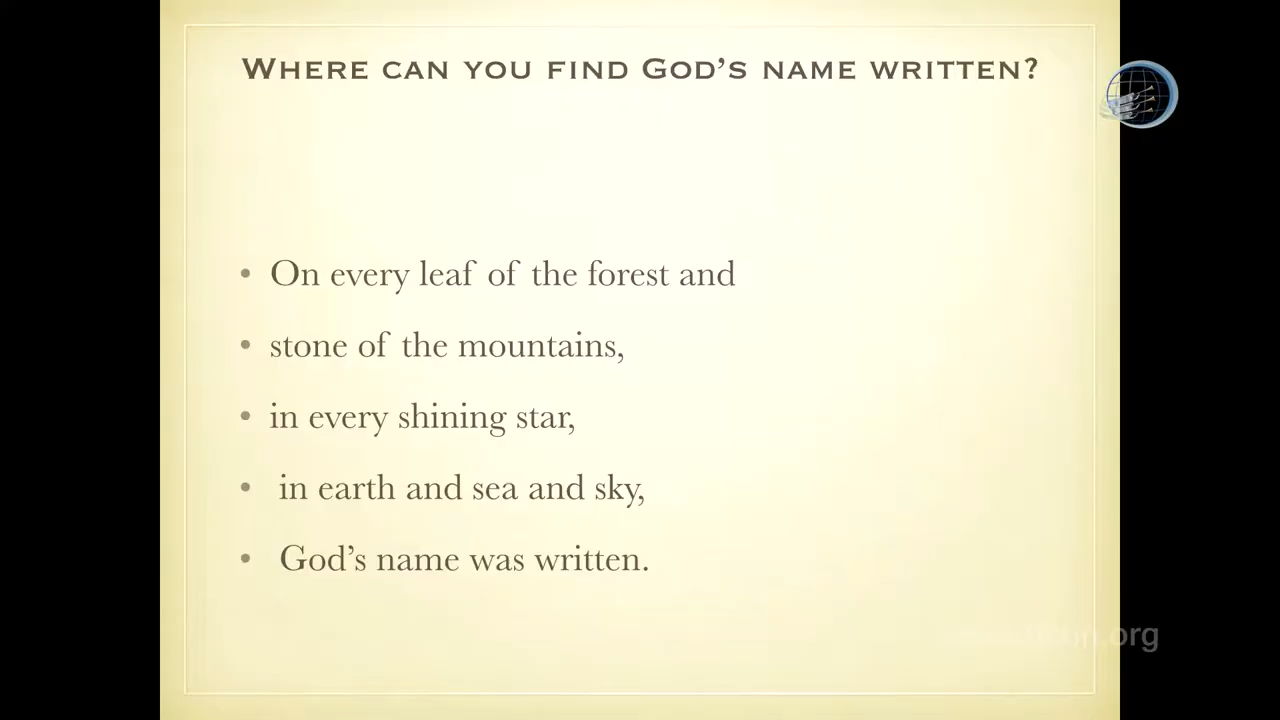 Where can you find God's name written?
• On every leaf of the forest and
• stone of the mountains,
• in every shining star,
• in earth and sea and sky,
• God's name was written.
.org